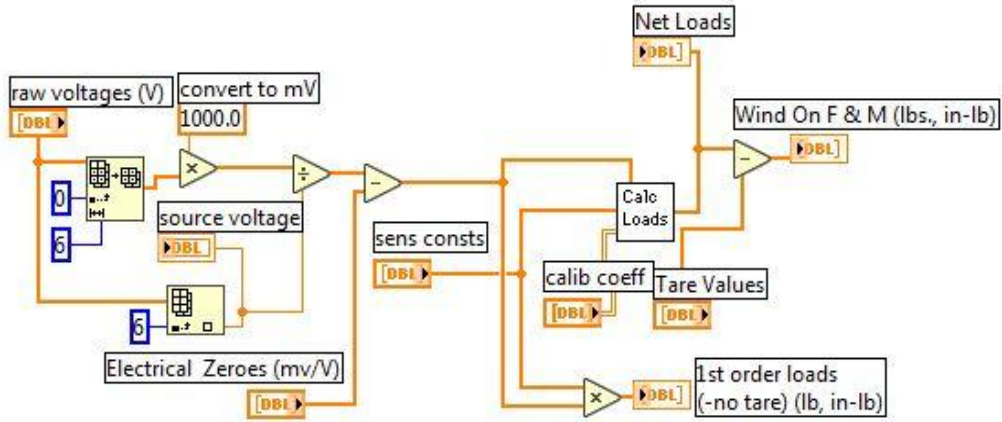 Net Loads
DBL]
raw voltages (V)
[DBL
convert to mV
1000.0
Wind On F & M (lbs., in-lb)
DBL]
×
÷
-
-
0
6
source voltage
DBL
Calc
Loads
sens consts
[DBL
calib coeff
[DBL
Tare Values
[DBL
6
Electrical Zeroes (mv/V)
[DBL
×
DBL]
1st order loads
(-no tare) (lb, in-lb)